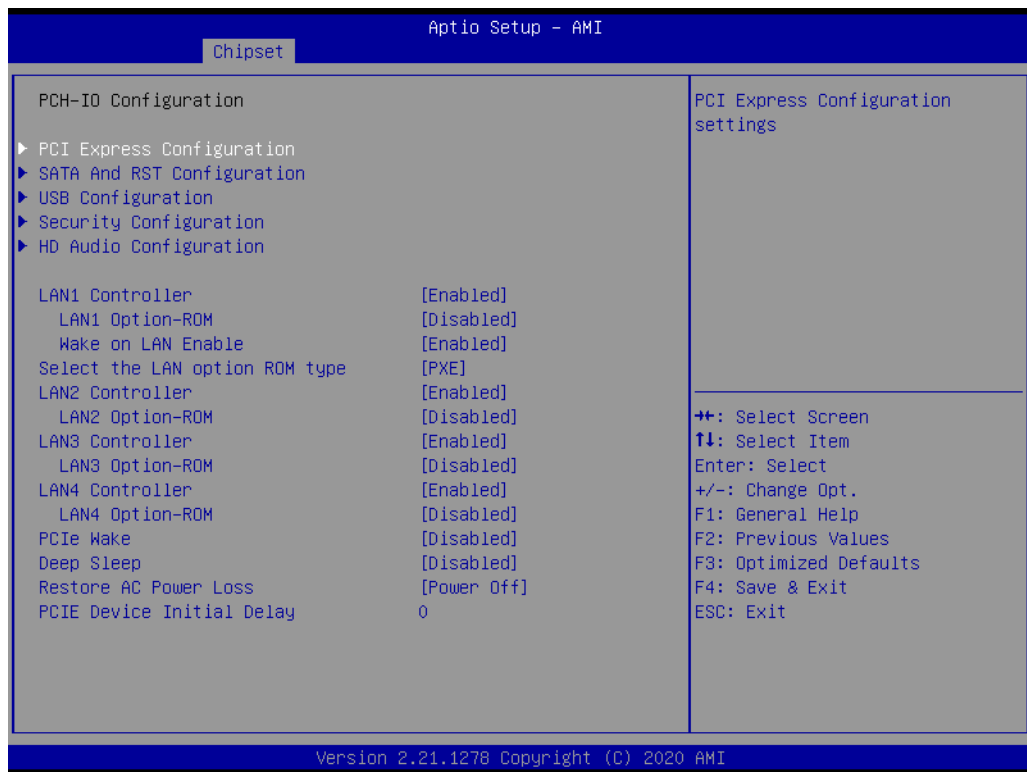 Aptio Setup – AMI
Chipset
PCH-IO Configuration
PCI Express Configuration
SATA And RST Configuration
USB Configuration
Security Configuration
HD Audio Configuration
LAN1 Controller [Enabled]
LAN1 Option-ROM [Disabled]
Wake on LAN Enable [Enabled]
Select the LAN option ROM type [PXE]
LAN2 Controller [Enabled]
LAN2 Option-ROM [Disabled]
LAN3 Controller [Enabled]
LAN3 Option-ROM [Disabled]
LAN4 Controller [Enabled]
LAN4 Option-ROM [Disabled]
PCIe Wake [Disabled]
Deep Sleep [Disabled]
Restore AC Power Loss [Power Off]
PCIE Device Initial Delay 0
PCI Express Configuration
settings
→←: Select Screen
↑↓: Select Item
Enter: Select
+/-: Change Opt.
F1: General Help
F2: Previous Values
F3: Optimized Defaults
F4: Save & Exit
ESC: Exit
Version 2.21.1278 Copyright (C) 2020 AMI